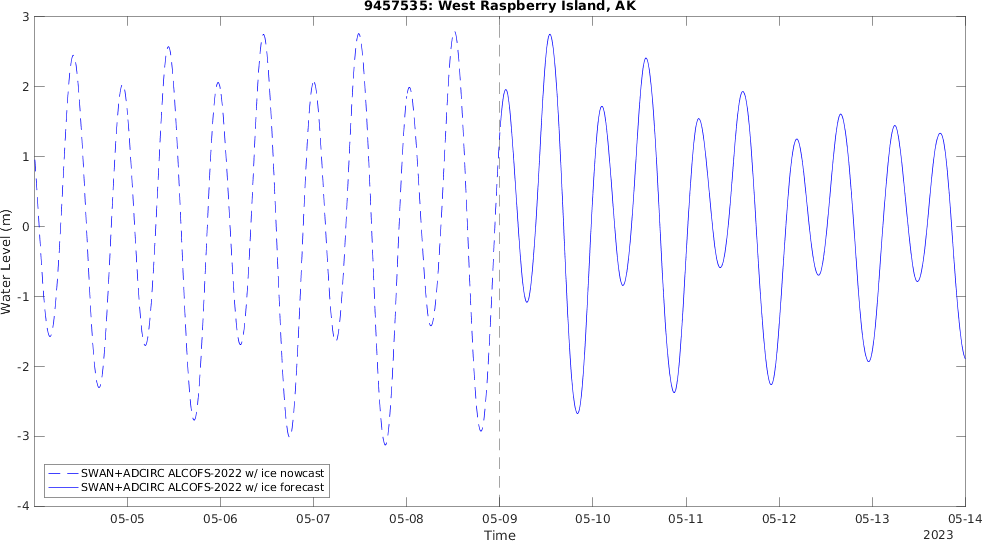 9457535: West Raspberry Island, AK
3
2
1
0
-1
-2
-3
-4
Water Level (m)
SWAN+ADCIRC ALCOFS-2022 w/ ice nowcast
SWAN+ADCIRC ALCOFS-2022 w/ ice forecast
05-05 05-06 05-07 05-08 05-09 05-10 05-11 05-12 05-13 05-14
Time
2023